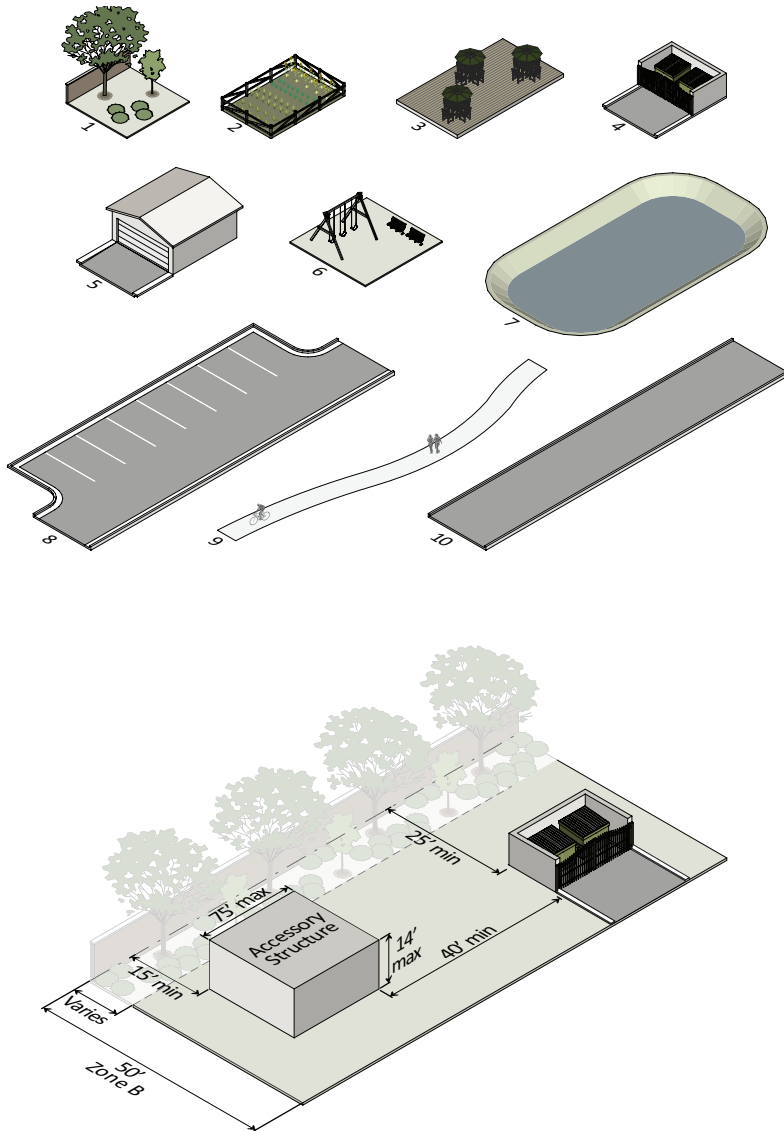 1
2
3
4
5
6
7
8
9
10
75' max
Accessory
Structure
14'
max
25' min
40' min
15' min
Varies
50'
Zone B